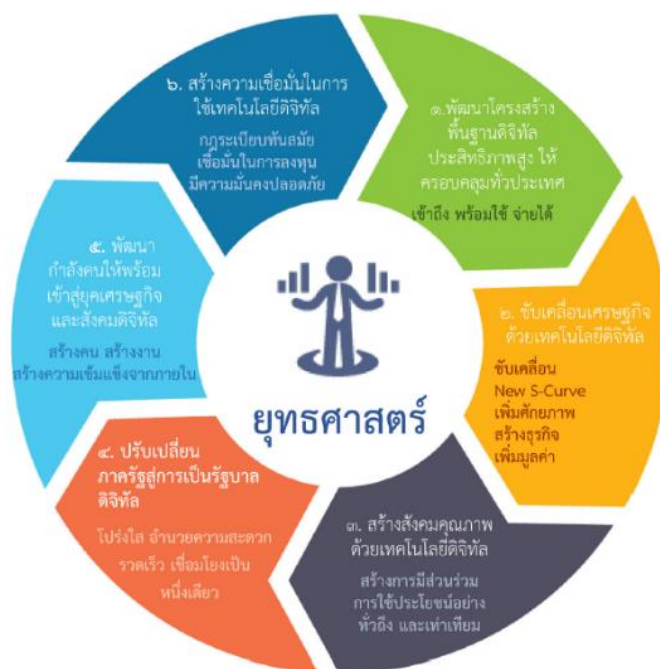 ๑.พัฒนาโครงสร้าง
พื้นฐานดิจิทัล
ประสิทธิภาพสูง ให้
ครอบคลุมทั่วประเทศ
เข้าถึง พร้อมใช้ จ่ายได้
๒. ขับเคลื่อนเศรษฐกิจ
ด้วยเทคโนโลยีดิจิทัล
ขับเคลื่อน
New S-Curve
เพิ่มศักยภาพ
สร้างธุรกิจ
เพิ่มมูลค่า
๓. สร้างสังคมคุณภาพ
ด้วยเทคโนโลยีดิจิทัล
สร้างการมีส่วนร่วม
การใช้ประโยชน์อย่าง
ทั่วถึง และเท่าเทียม
๔. ปรับเปลี่ยน
ภาครัฐสู่การเป็นรัฐบาล
ดิจิทัล
โปร่งใส อำนวยความสะดวก
รวดเร็ว เชื่อมโยงเป็น
หนึ่งเดียว
๕. พัฒนา
กำลังคนให้พร้อม
เข้าสู่ยุคเศรษฐกิจ
และสังคมดิจิทัล
สร้างคน สร้างงาน
สร้างความเข้มแข็งจากภายใน
๖. สร้างความเชื่อมั่นในการ
ใช้เทคโนโลยีดิจิทัล
กฎระเบียบทันสมัย
เชื่อมั่นในการลงทุน
มีความมั่นคงปลอดภัย
ยุทธศาสตร์